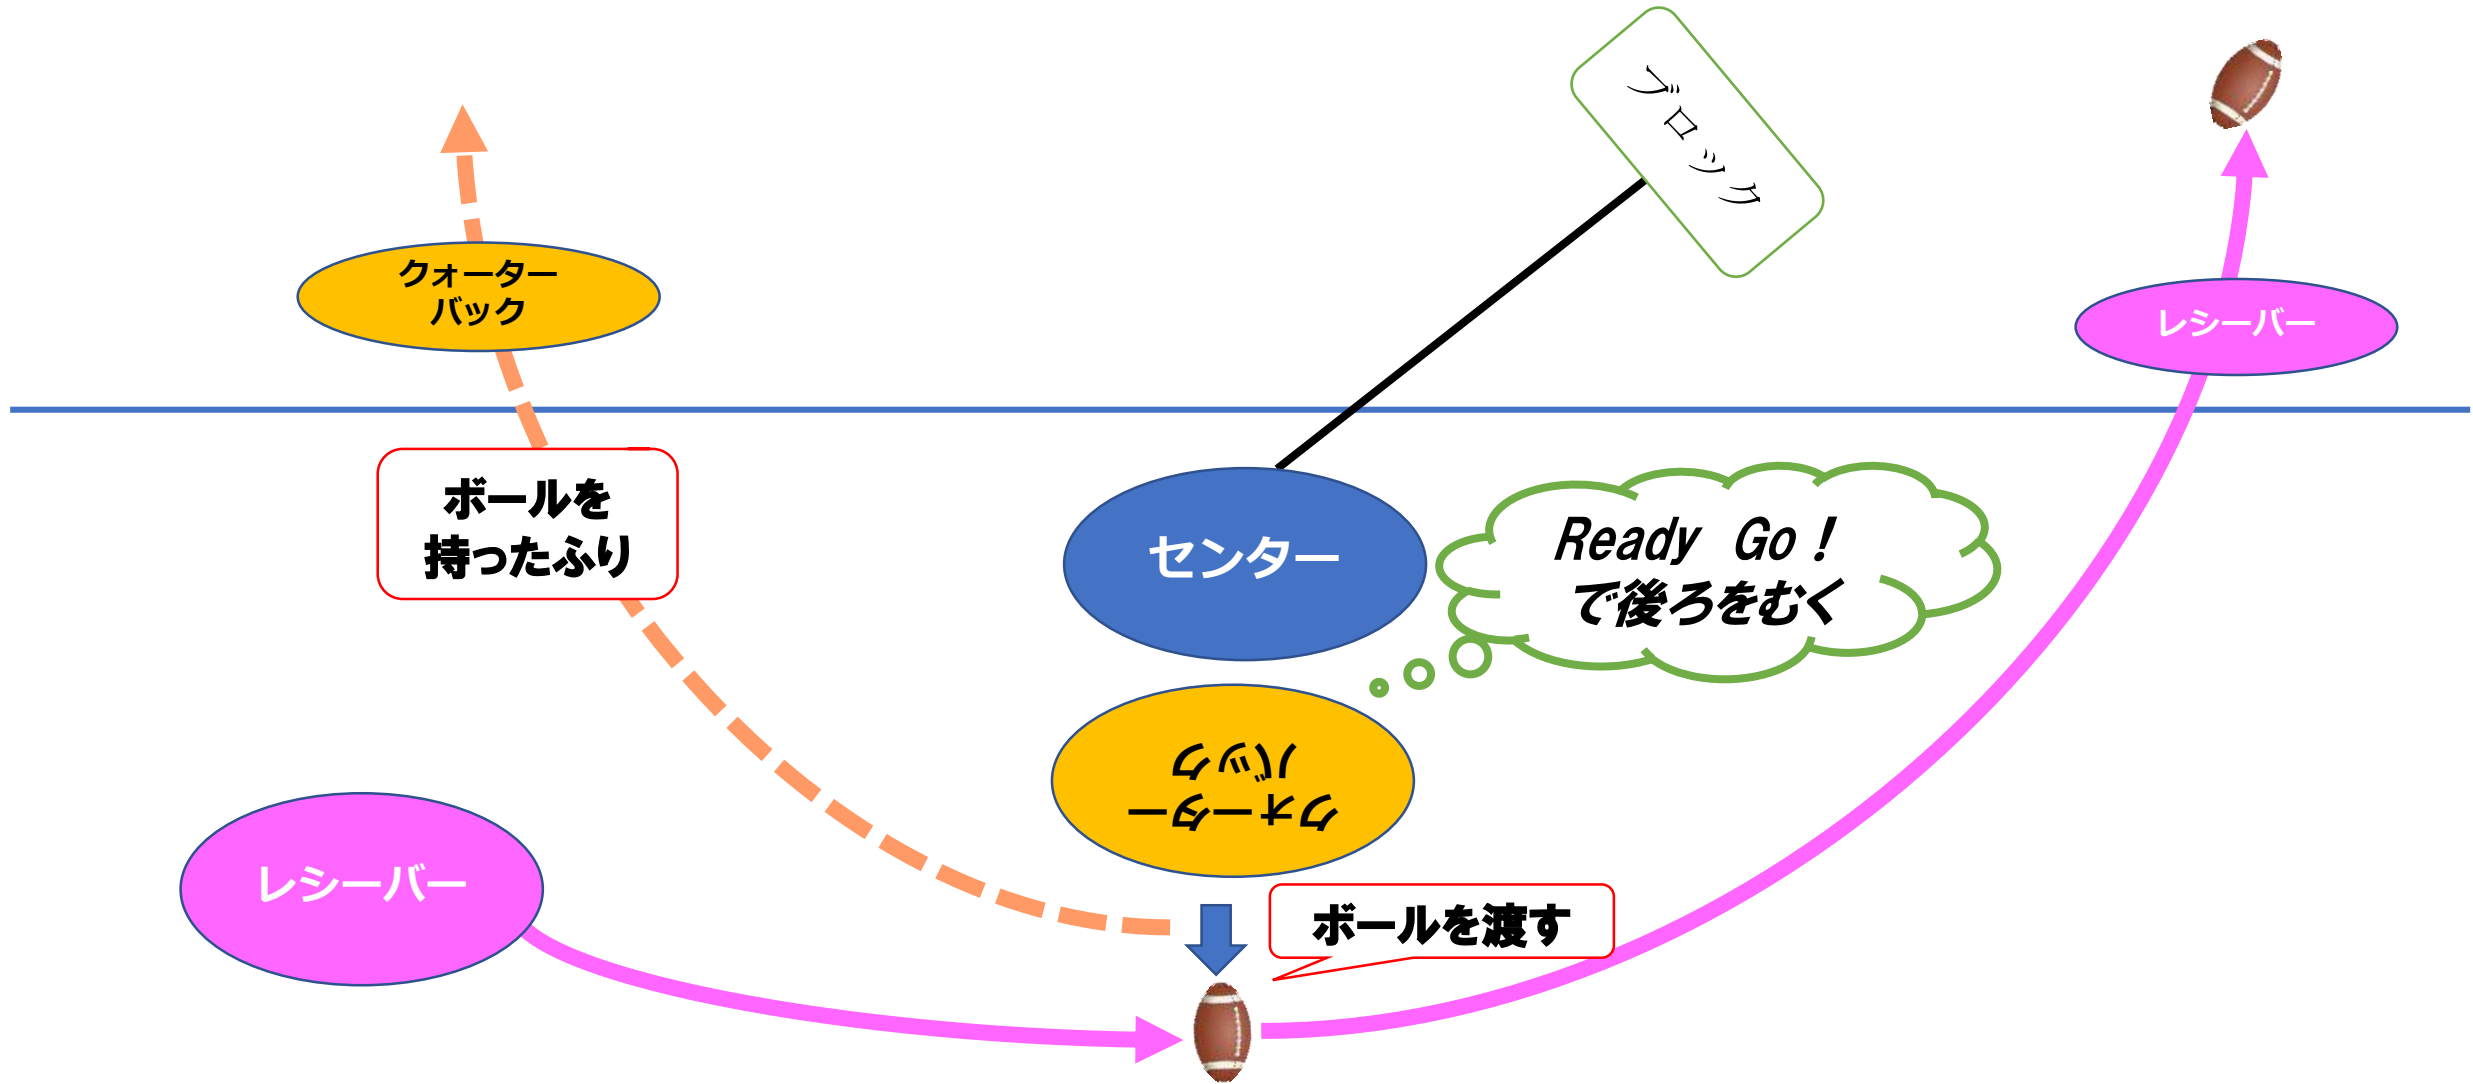 ブロック
クォーター
バック
レシーバー
ボールを
持ったふり
センター
Ready Go！
で後ろをむく
クォーター
バック
レシーバー
ボールを渡す